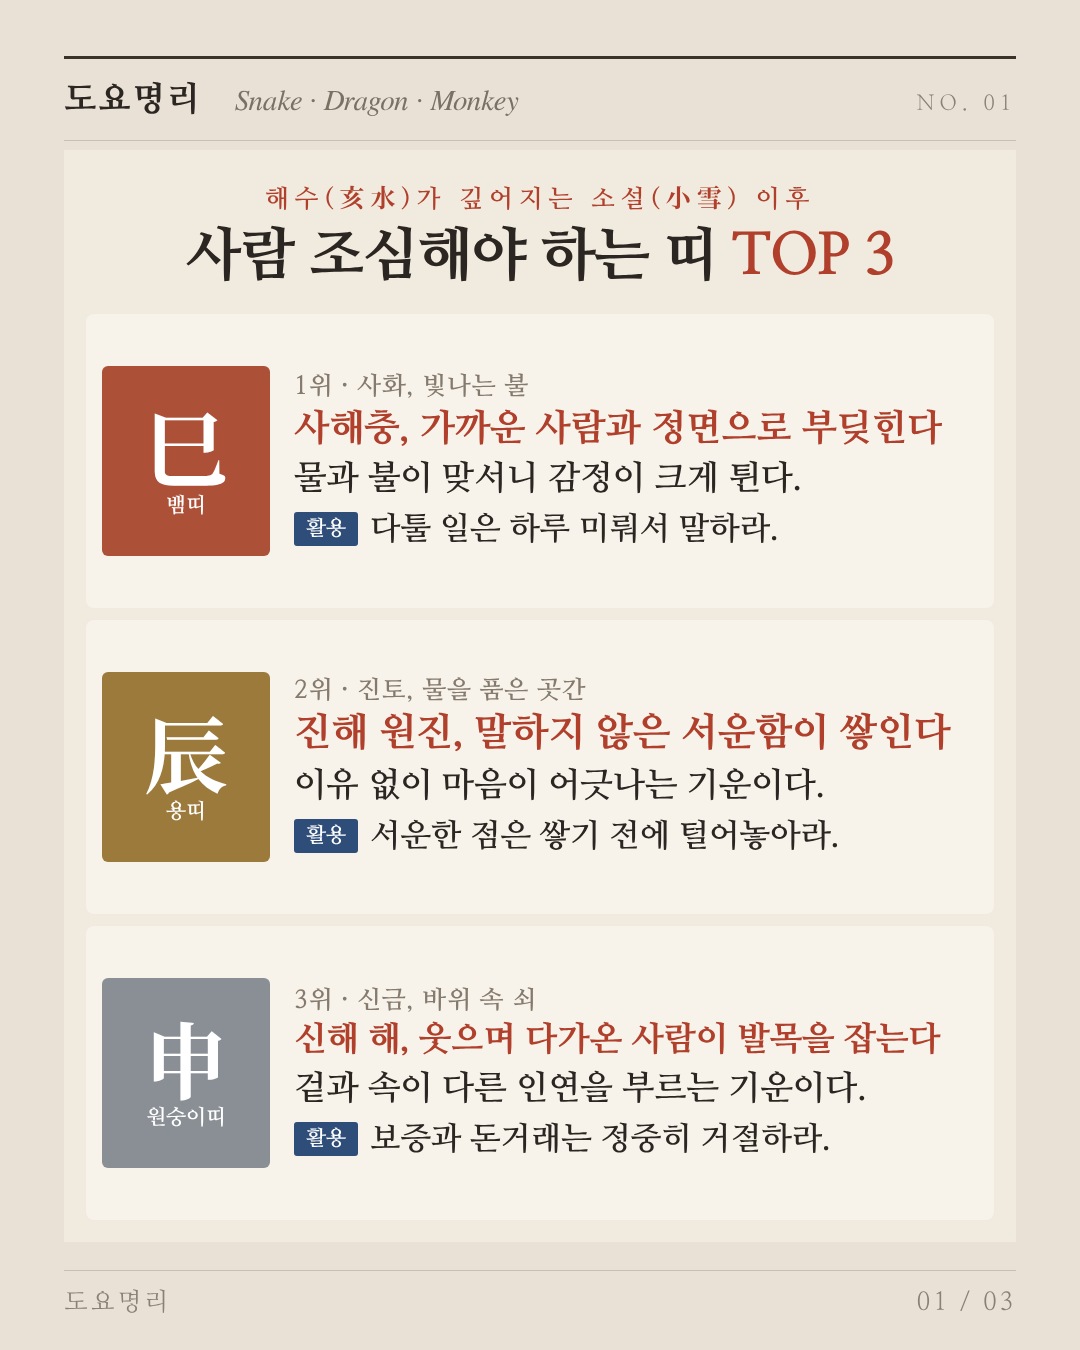 도요명리 Snake · Dragon · Monkey NO. 01
해수(亥水)가 깊어지는 소설(小雪) 이후
사람 조심해야 하는 띠 TOP 3
巳
뱀띠
1위 · 사화, 빛나는 불
사해충, 가까운 사람과 정면으로 부딪힌다
물과 불이 맞서니 감정이 크게 튄다.
활용 다툴 일은 하루 미뤄서 말하라.
辰
용띠
2위 · 진토, 물을 품은 곳간
진해 원진, 말하지 않은 서운함이 쌓인다
이유 없이 마음이 어긋나는 기운이다.
활용 서운한 점은 쌓기 전에 털어놓아라.
申
원숭이띠
3위 · 신금, 바위 속 쇠
신해 해, 웃으며 다가온 사람이 발목을 잡는다
겉과 속이 다른 인연을 부르는 기운이다.
활용 보증과 돈거래는 정중히 거절하라.
도요명리 01 / 03